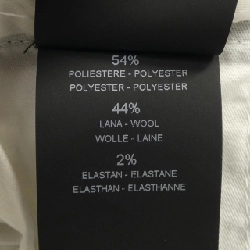 54%
POLIESTERE - POLYESTER
POLYESTER - POLYESTER
44%
LANA - WOOL
WOLLE - LAINE
2%
ELASTAN - ELASTANE
ELASTHAN - ELASTHANNE